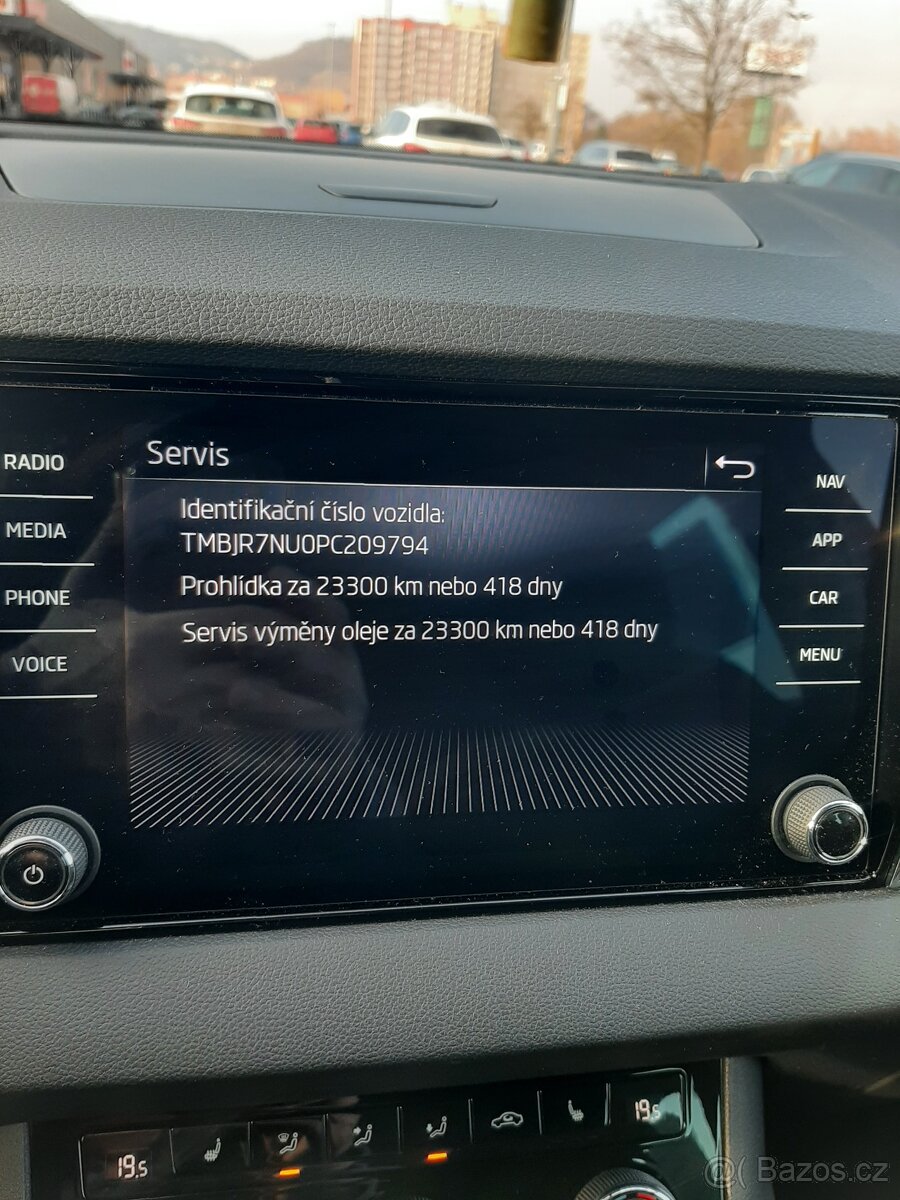 Servis
RADIO
MEDIA
PHONE
VOICE
Identifikační číslo vozidla:
TMBJR7NU0PC209794
Prohlídka za 23300 km nebo 418 dny
Servis výměny oleje za 23300 km nebo 418 dny
NAV
APP
CAR
MENU
19.5
19.5
@ Bazos.cz